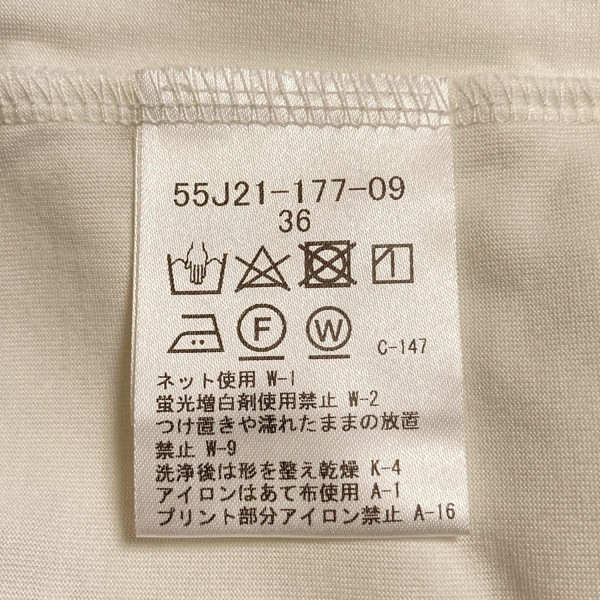 55J21-177-09
36
F W C-147
ネット使用 W-1
蛍光増白剤使用禁止 W-2
つけ置きや濡れたままの放置
禁止 W-9
洗浄後は形を整え乾燥 K-4
アイロンはあて布使用 A-1
プリント部分アイロン禁止 A-16